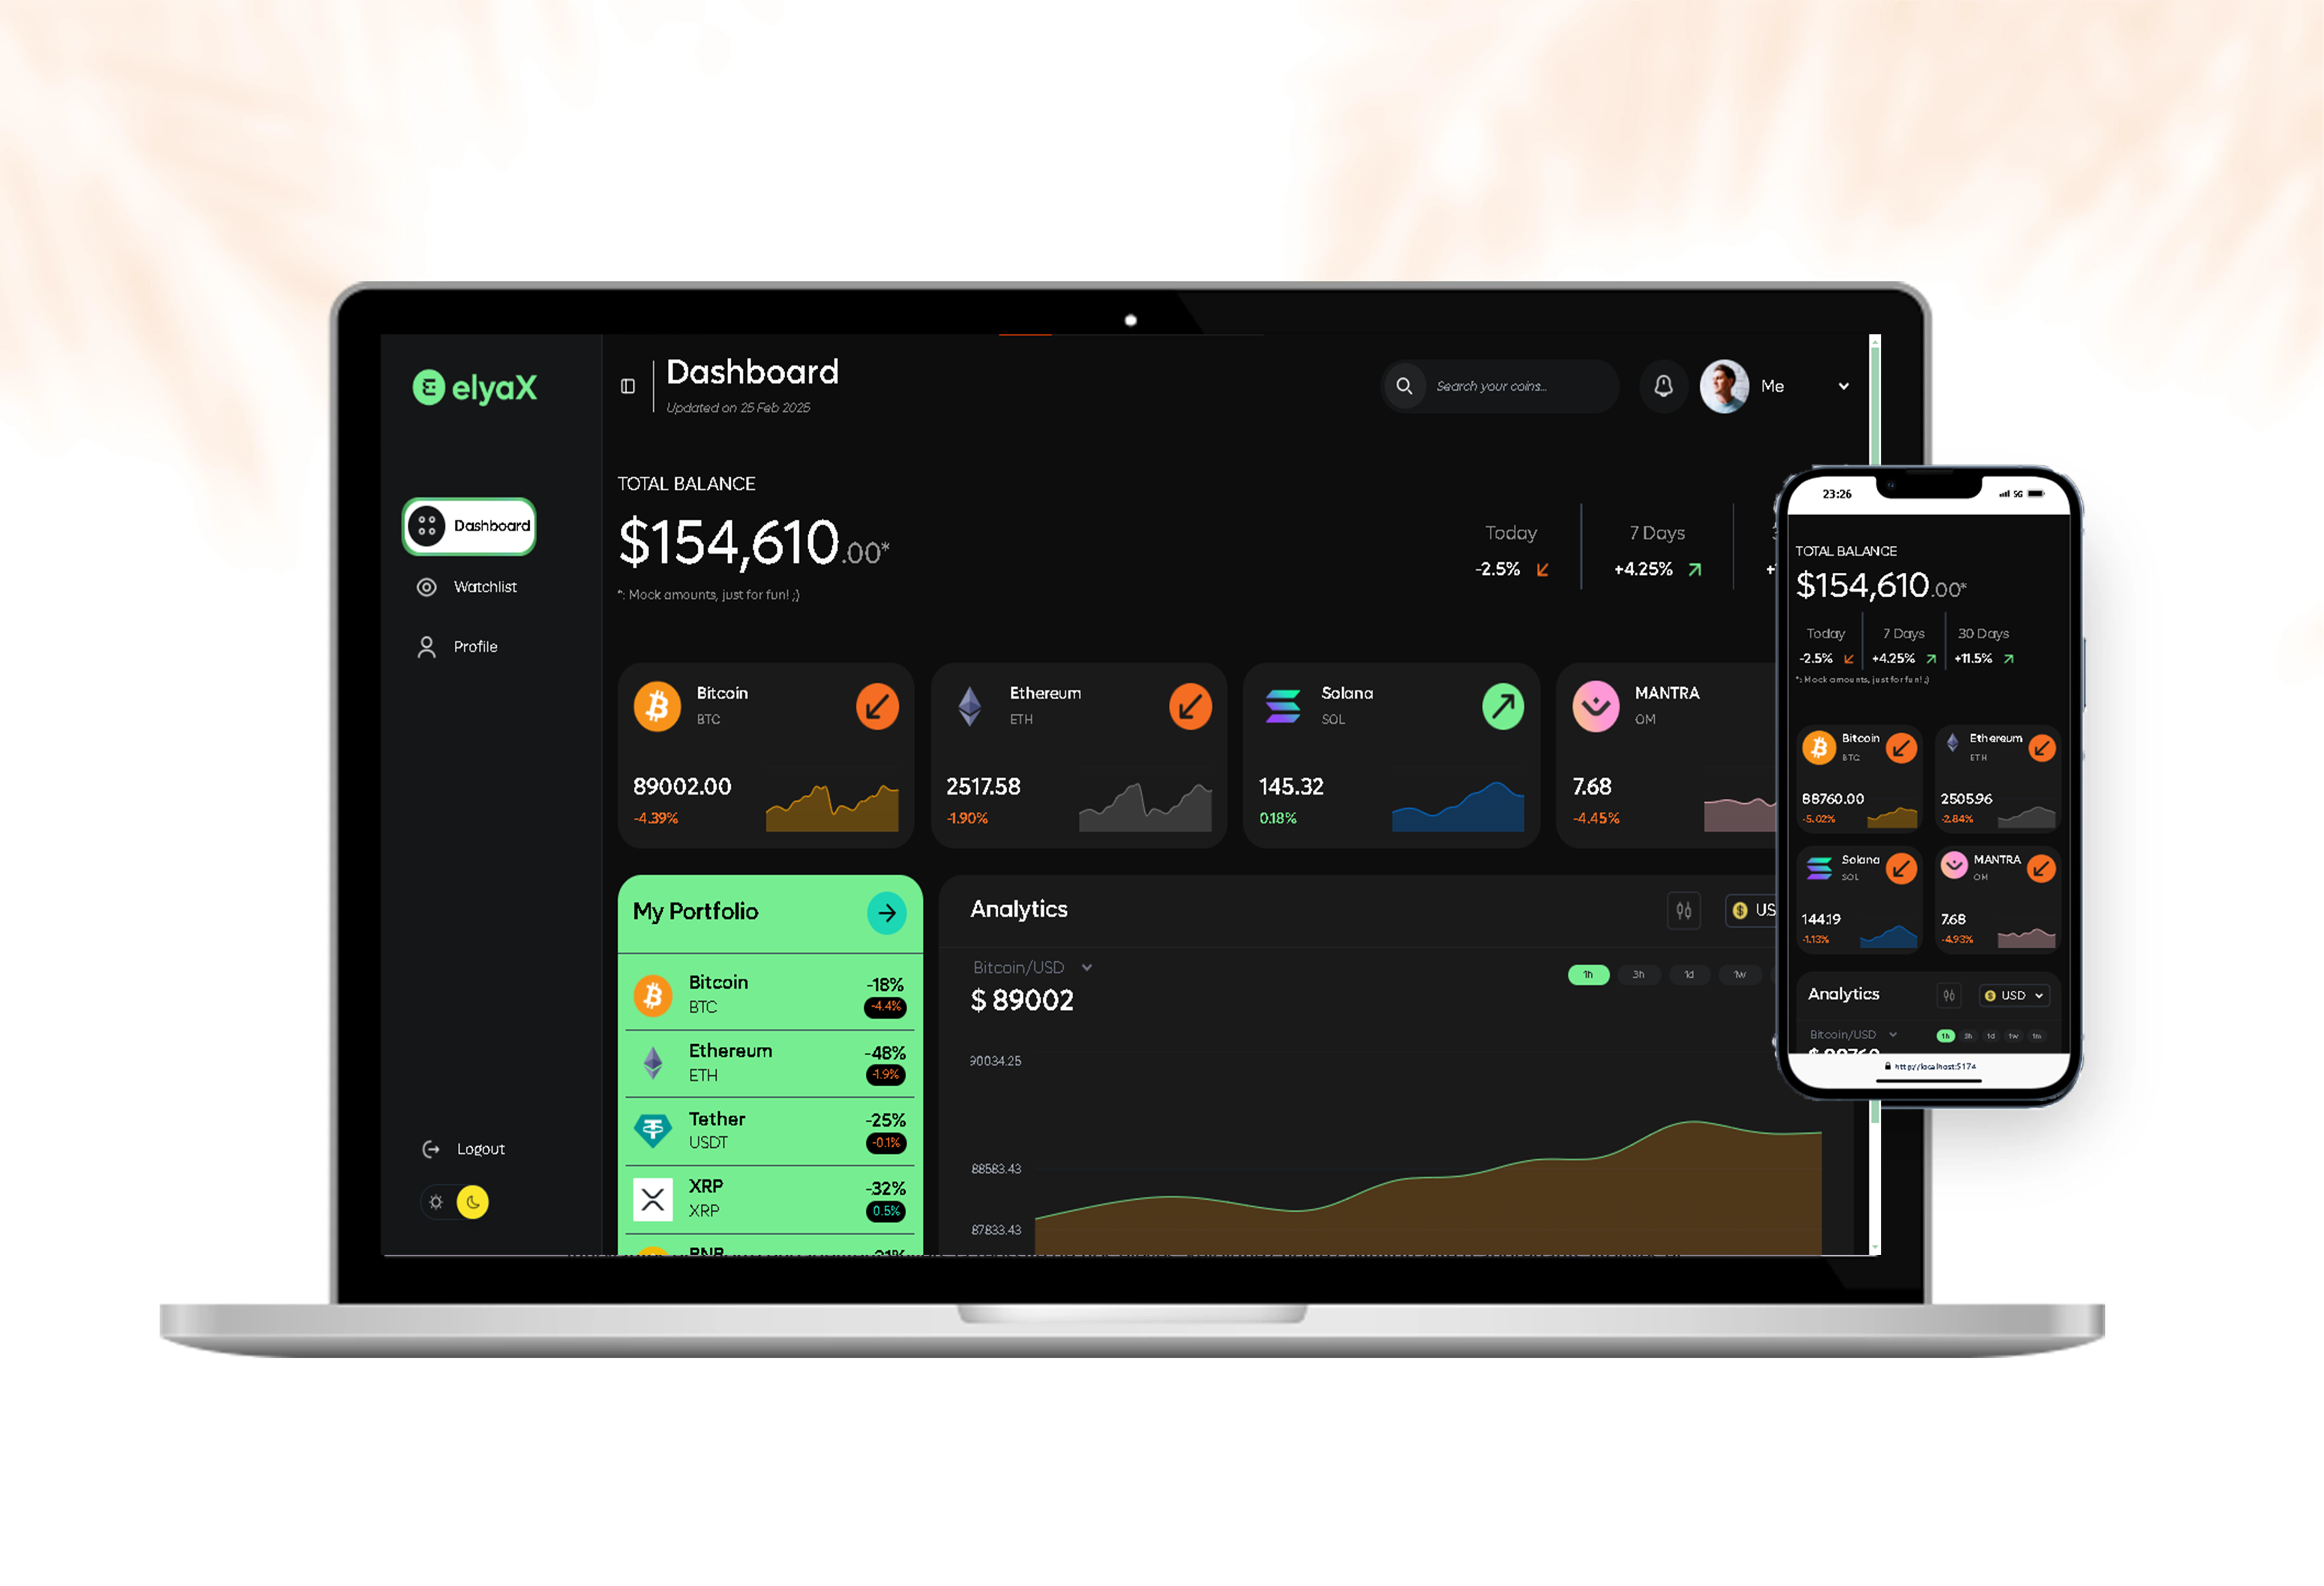 elyaX
Dashboard
Updated on 25 Feb 2025
Search your coins...
Me
Dashboard
Watchlist
Profile
Logout
TOTAL BALANCE
$154,610.00*
*: Mock amounts, just for fun! ;)
Today
-2.5%
7 Days
+4.25%
Bitcoin
BTC
89002.00
-4.39%
Ethereum
ETH
2517.58
-1.90%
Solana
SOL
145.32
0.18%
MANTRA
OM
7.68
-4.45%
My Portfolio
Bitcoin
-18%
BTC
-4.4%
Ethereum
-48%
ETH
-1.9%
Tether
-25%
USDT
-0.1%
XRP
-32%
XRP
0.5%
BNB
Analytics
US
Bitcoin/USD
1h 3h 1d 1w
$ 89002
90034.25
88583.43
87833.43
23:26
5G
TOTAL BALANCE
$154,610.00*
Today 7 Days 30 Days
-2.5% +4.25% +11.5%
*: Mock amounts, just for fun! ;)
Bitcoin
BTC
88760.00
-5.02%
Ethereum
ETH
2505.96
-2.84%
Solana
SOL
144.19
-1.13%
MANTRA
OM
7.68
-4.93%
Analytics
USD
Bitcoin/USD
1h 3h 1d 1w 1m
$ 88760
http://localhost:5174